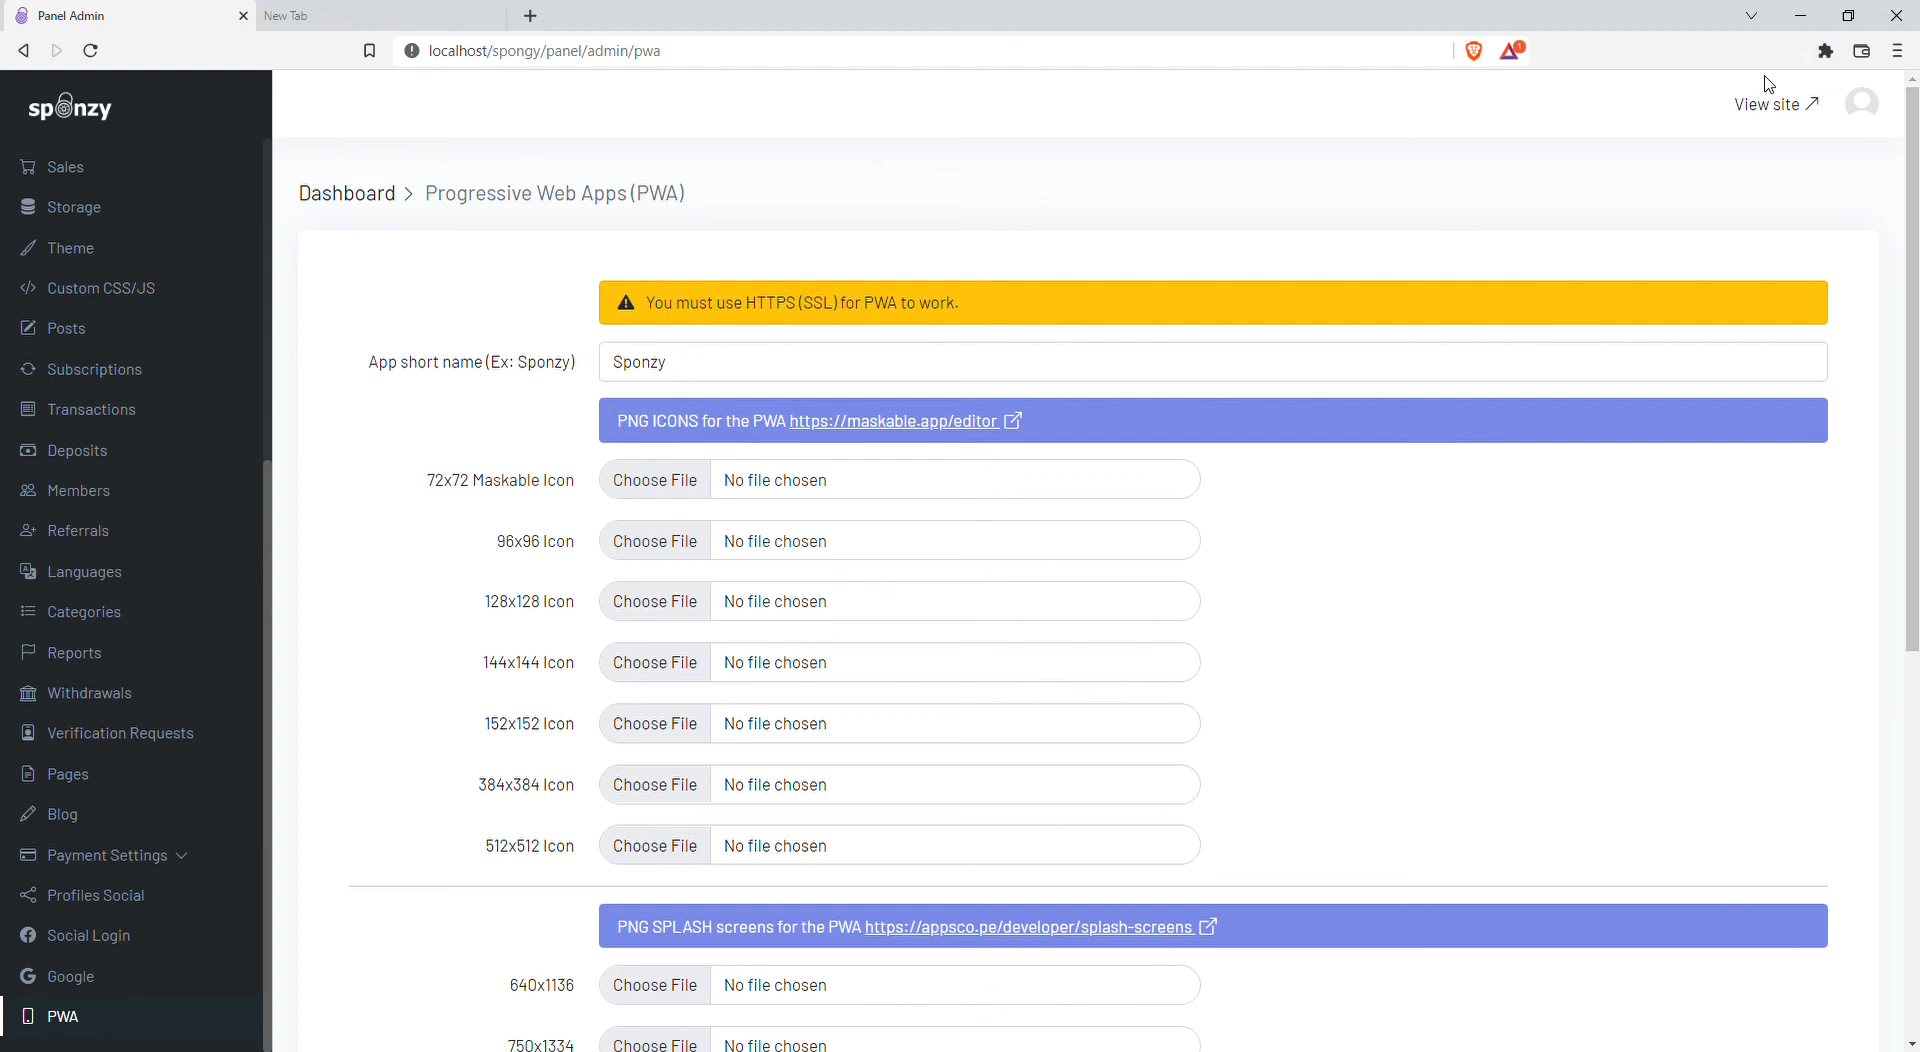 Panel Admin
New Tab
localhost/spongy/panel/admin/pwa
1
sponzy
View site
Sales
Storage
Theme
Custom CSS/JS
Posts
Subscriptions
Transactions
Deposits
Members
Referrals
Languages
Categories
Reports
Withdrawals
Verification Requests
Pages
Blog
Payment Settings
Profiles Social
Social Login
Google
PWA
Dashboard > Progressive Web Apps (PWA)
You must use HTTPS (SSL) for PWA to work.
App short name (Ex: Sponzy) Sponzy
PNG ICONS for the PWA https://maskable.app/editor
72x72 Maskable Icon Choose File No file chosen
96x96 Icon Choose File No file chosen
128x128 Icon Choose File No file chosen
144x144 Icon Choose File No file chosen
152x152 Icon Choose File No file chosen
384x384 Icon Choose File No file chosen
512x512 Icon Choose File No file chosen
PNG SPLASH screens for the PWA https://appsco.pe/developer/splash-screens
640x1136 Choose File No file chosen
750x1334 Choose File No file chosen